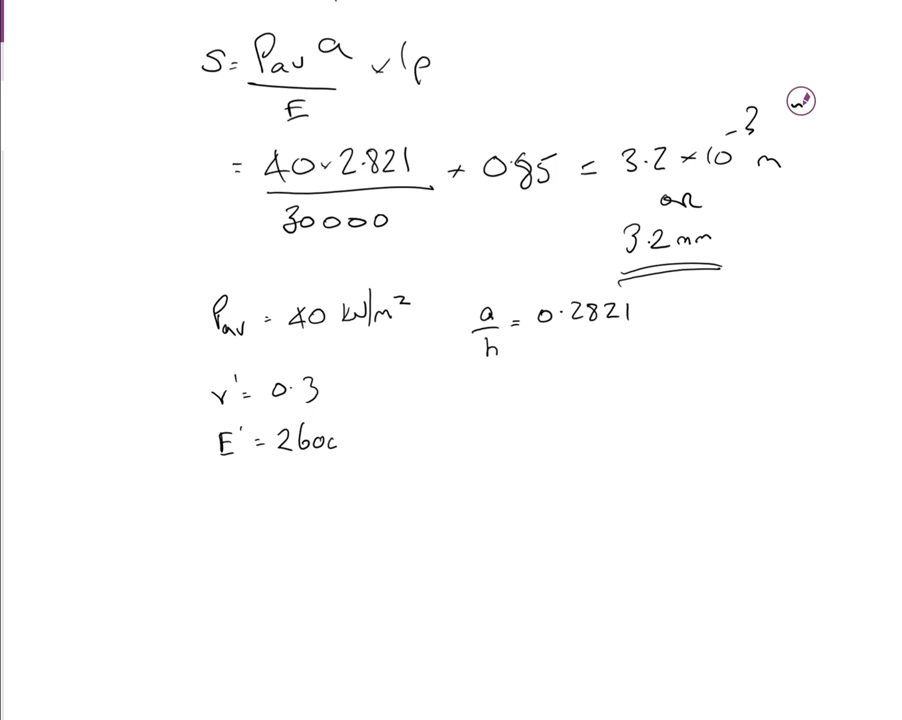 S = Pav a / E × Ip
= 40 × 2.821 / 30000 × 0.85 = 3.2 × 10^-3 m
OR
3.2 mm
Pav = 40 kN/m² a/h = 0.2821
ν' = 0.3
E' = 2600